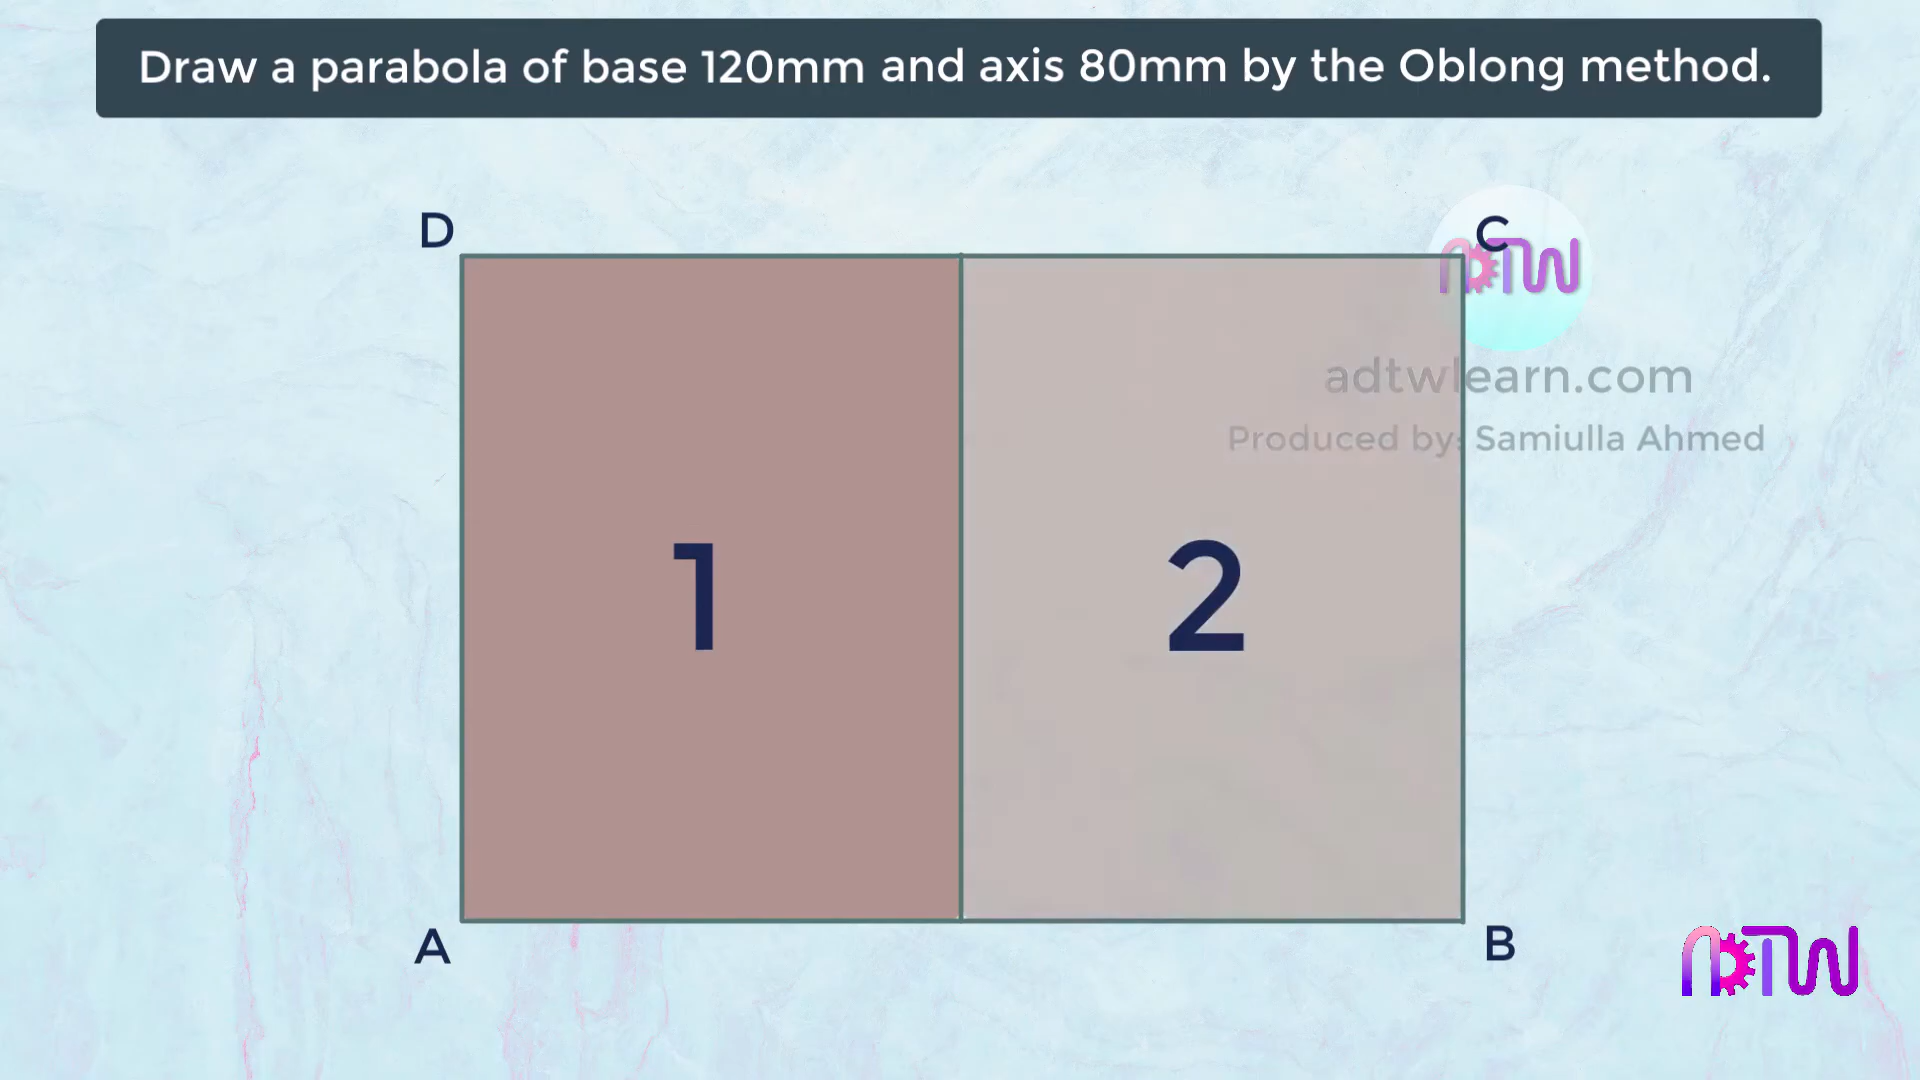 Draw a parabola of base 120mm and axis 80mm by the Oblong method.
D
C
adtwlearn.com
Produced by: Samiulla Ahmed
1
2
A
B